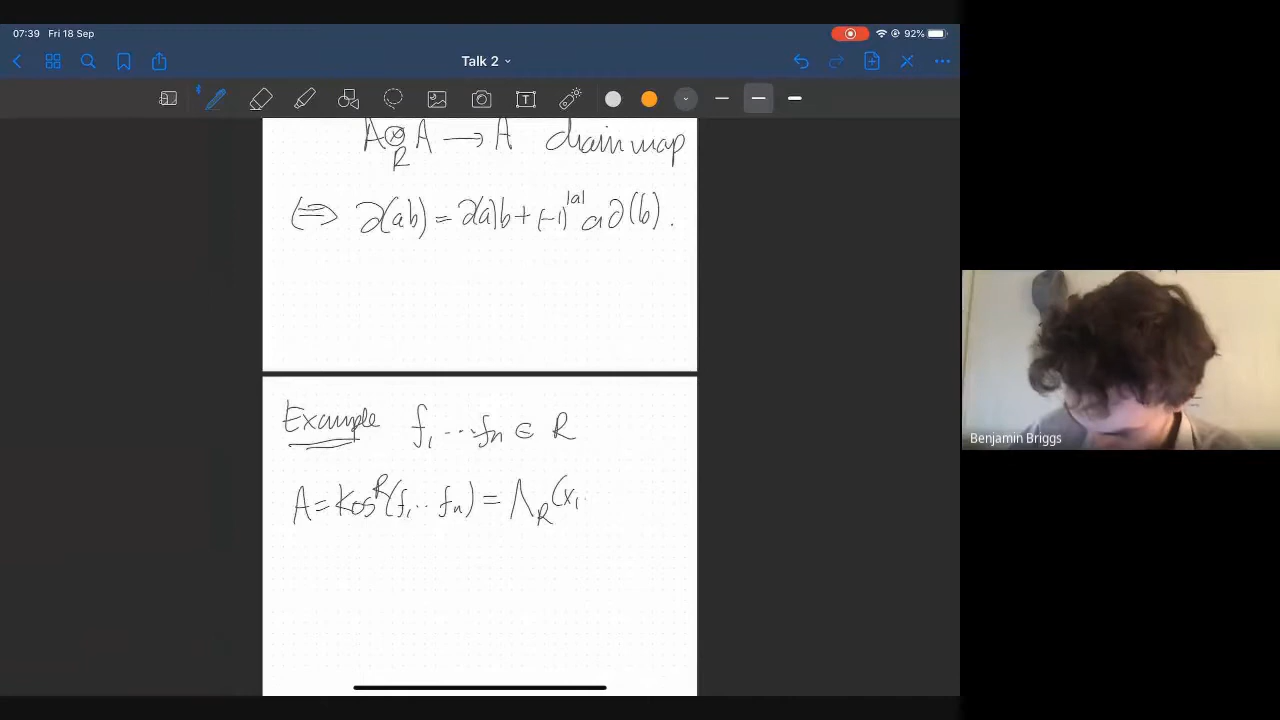 07:39 Fri 18 Sep
92%
Talk 2
A ⊗_R A ⟶ A chain map
(⇔) ∂(ab) = ∂(a)b + (-1)^|a| a∂(b).
Example f₁ ... fₙ ∈ R
A = Kos^R(f₁ .. fₙ) = Λ_R(x₁.
Benjamin Briggs